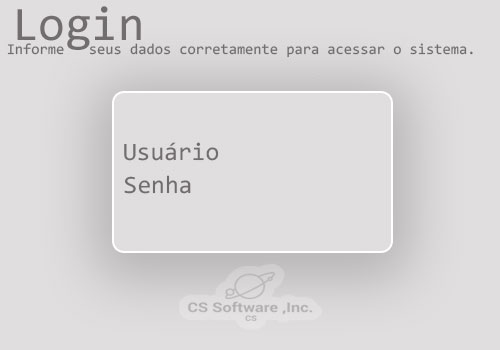 Login
Informe seus dados corretamente para acessar o sistema.
Usuário
Senha
CS Software ,Inc.
CS